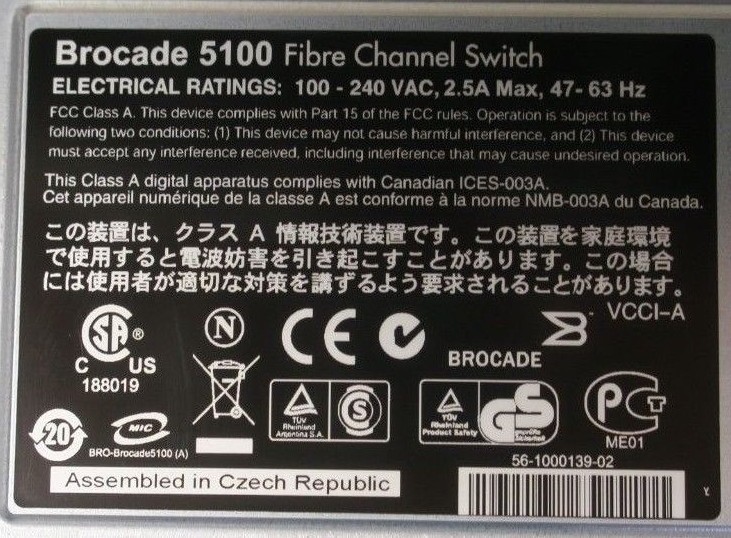 Brocade 5100 Fibre Channel Switch
ELECTRICAL RATINGS: 100 - 240 VAC, 2.5A Max, 47- 63 Hz
FCC Class A. This device complies with Part 15 of the FCC rules. Operation is subject to the
following two conditions: (1) This device may not cause harmful interference, and (2) This device
must accept any interference received, including interference that may cause undesired operation.
This Class A digital apparatus complies with Canadian ICES-003A.
Cet appareil numérique de la classe A est conforme à la norme NMB-003A du Canada.
この装置は、クラス A 情報技術装置です。この装置を家庭環境
で使用すると電波妨害を引き起こすことがあります。この場合
には使用者が適切な対策を講ずるよう要求されることがあります。
VCCI-A
SA ®
C US
188019
N
CE
BROCADE
TÜV
Rheinland
Argentina S.A.
S
TÜV
Rheinland
Product Safety
GS
geprüfte
Sicherheit
PCT
ME01
20
MIC
BRO-Brocade5100 (A)
56-1000139-02
Assembled in Czech Republic
Y